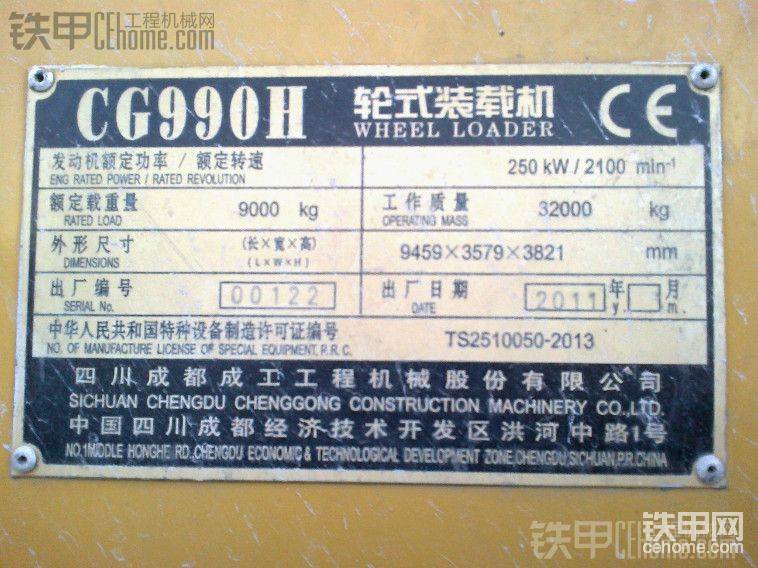 铁甲 工程机械网
CEhome.com
CG990H 轮式装载机 CE
WHEEL LOADER
发动机额定功率 / 额定转速 250 kW / 2100 min-1
ENG RATED POWER / RATED REVOLUTION
额定载重量 9000 kg 工作质量 32000 kg
RATED LOAD OPERATING MASS
外形尺寸 (长×宽×高) 9459×3579×3821 mm
DIMENSIONS (L×W×H)
出厂编号 00122 出厂日期 2011 年 1 月
SERIAL No. DATE y. m.
中华人民共和国特种设备制造许可证编号 TS2510050-2013
NO. OF MANUFACTURE LICENSE OF SPECIAL EQUIPMENT, P.R.C.
四川成都成工工程机械股份有限公司
SICHUAN CHENGDU CHENGGONG CONSTRUCTION MACHINERY CO.,LTD.
中国四川成都经济技术开发区洪河中路1号
NO.1MIDDLE HONGHE RD.,CHENGDU ECONOMIC & TECHNOLOGICAL DEVELOPMENT ZONE,CHENGDU,SICHUAN,P.R.CHINA
铁甲网
cehome.com